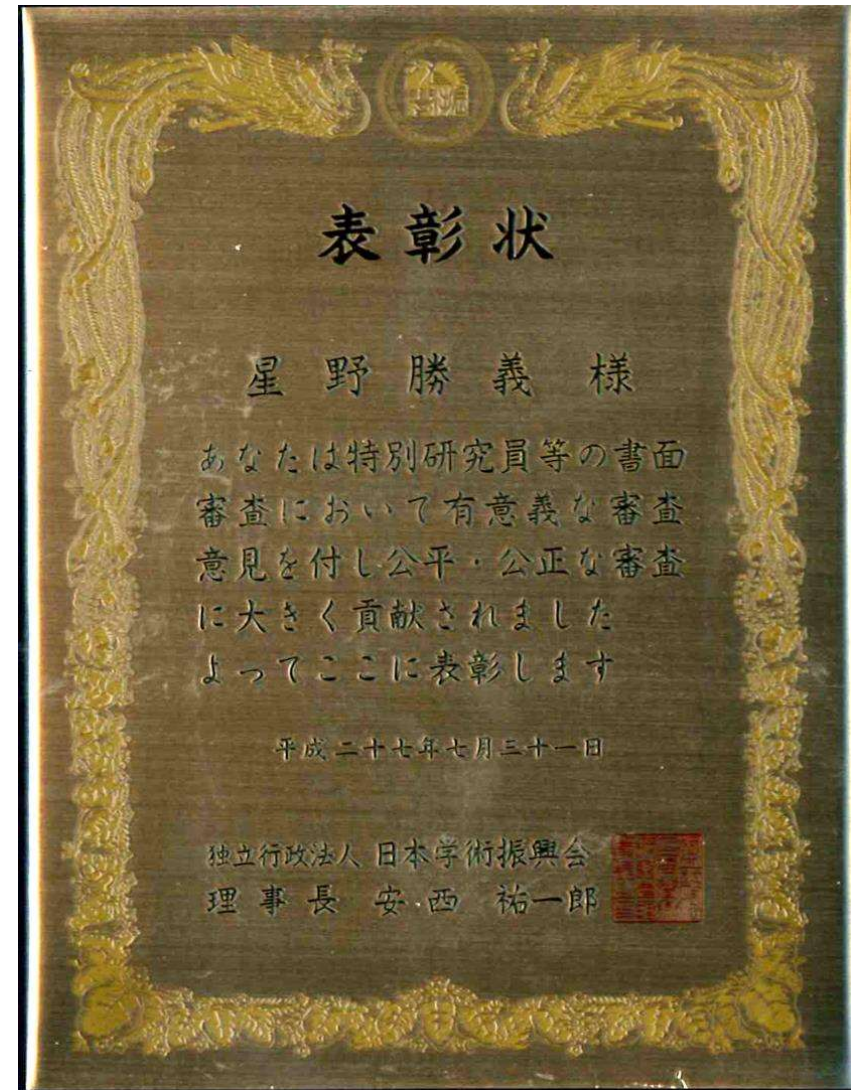 表彰状
星野勝義 様
あなたは特別研究員等の書面
審査において有意義な審査
意見を付し公平・公正な審査
に大きく貢献されました
よってここに表彰します
平成二十七年七月三十一日
独立行政法人 日本学術振興会
理事長 安西 祐一郎